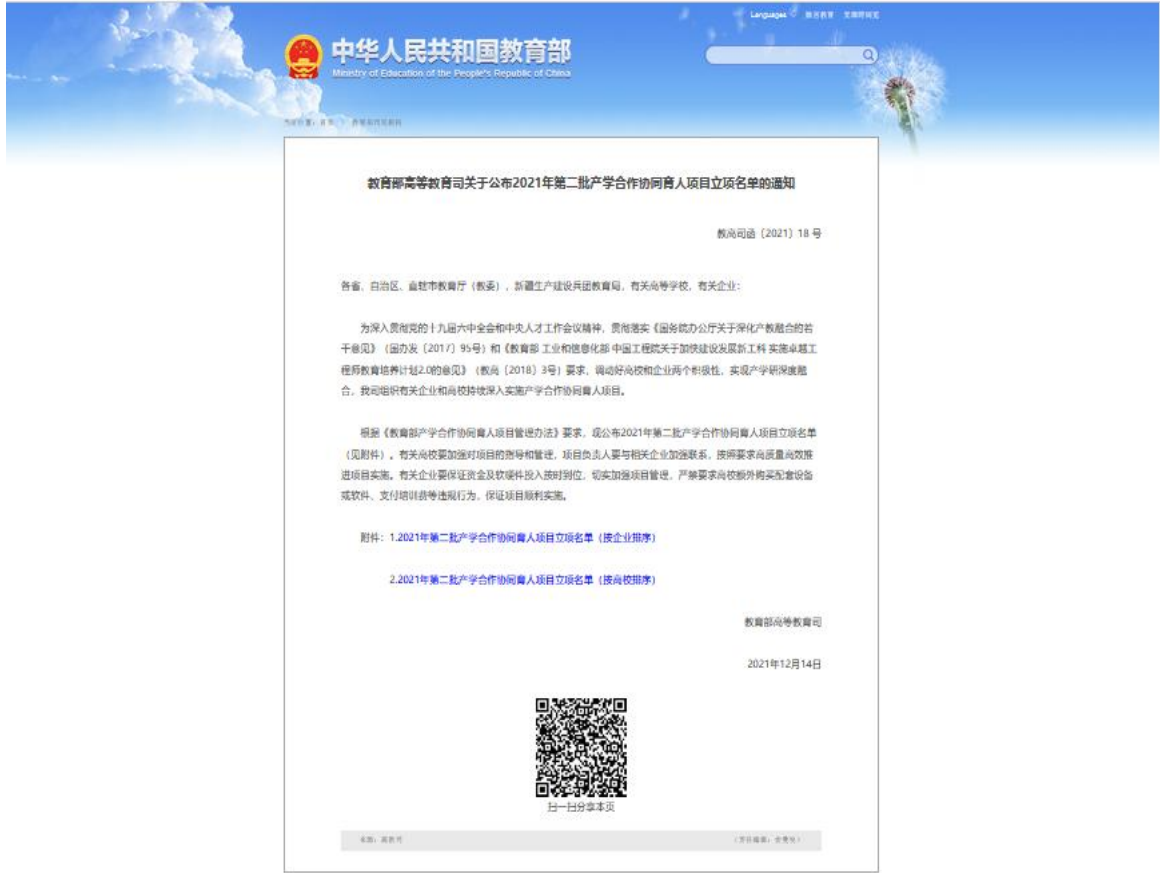 Languages
中华人民共和国教育部
Ministry of Education of the People's Republic of China
当前位置：首页
教育部高等教育司关于公布2021年第二批产学合作协同育人项目立项名单的通知
教高司函〔2021〕18 号
各省、自治区、直辖市教育厅（教委），新疆生产建设兵团教育局，有关高等学校，有关企业：
为深入贯彻党的十九届六中全会和中央人才工作会议精神，贯彻落实《国务院办公厅关于深化产教融合的若
干意见》（国办发〔2017〕95号）和《教育部 工业和信息化部 中国工程院关于加快建设发展新工科 实施卓越工
程师教育培养计划2.0的意见》（教高〔2018〕3号）要求，调动好高校和企业两个积极性，实现产学研深度融
合，我司组织有关企业和高校持续深入实施产学合作协同育人项目。
根据《教育部产学合作协同育人项目管理办法》要求，现公布2021年第二批产学合作协同育人项目立项名单
（见附件）。有关高校要加强对项目的指导和管理，项目负责人要与相关企业加强联系，按照要求高质量高效推
进项目实施。有关企业要保证资金及软硬件投入按时到位，切实加强项目管理，严禁要求高校额外购买配套设备
或软件、支付培训费等违规行为，保证项目顺利实施。
附件：1.2021年第二批产学合作协同育人项目立项名单（按企业排序）
2.2021年第二批产学合作协同育人项目立项名单（按高校排序）
教育部高等教育司
2021年12月14日
扫一扫分享本页